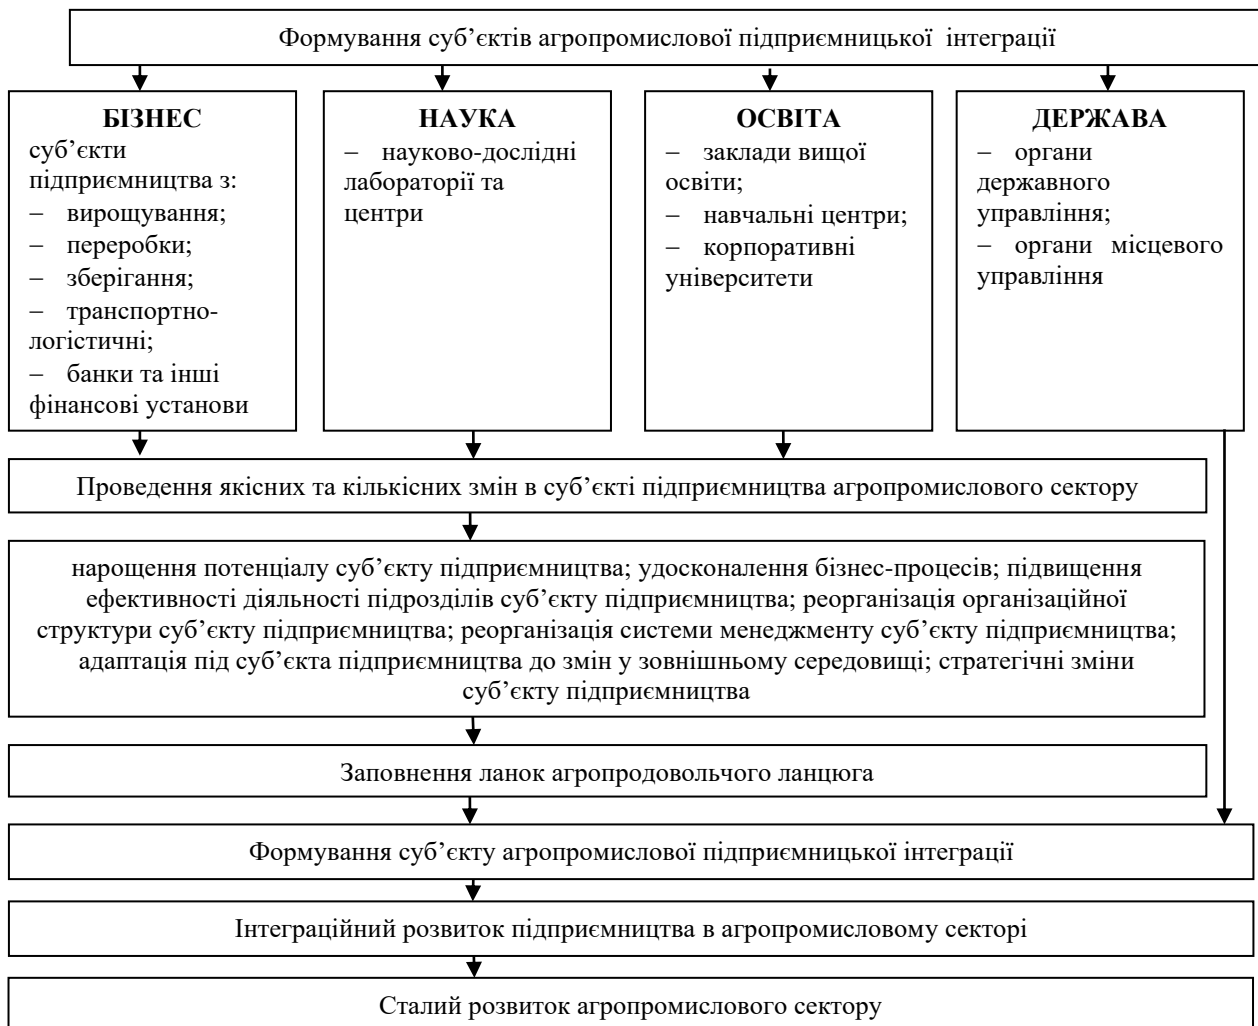 Формування суб’єктів агропромислової підприємницької інтеграції
БІЗНЕС
суб’єкти
підприємництва з:
– вирощування;
– переробки;
– зберігання;
– транспортно-
логістичні;
– банки та інші
фінансові установи
НАУКА
– науково-дослідні
лабораторії та
центри
ОСВІТА
– заклади вищої
освіти;
– навчальні центри;
– корпоративні
університети
ДЕРЖАВА
– органи
державного
управління;
– органи місцевого
управління
Проведення якісних та кількісних змін в суб’єкті підприємництва агропромислового сектору
нарощення потенціалу суб’єкту підприємництва; удосконалення бізнес-процесів; підвищення
ефективності діяльності підрозділів суб’єкту підприємництва; реорганізація організаційної
структури суб’єкту підприємництва; реорганізація системи менеджменту суб’єкту підприємництва;
адаптація під суб’єкта підприємництва до змін у зовнішньому середовищі; стратегічні зміни
суб’єкту підприємництва
Заповнення ланок агропродовольчого ланцюга
Формування суб’єкту агропромислової підприємницької інтеграції
Інтеграційний розвиток підприємництва в агропромисловому секторі
Сталий розвиток агропромислового сектору